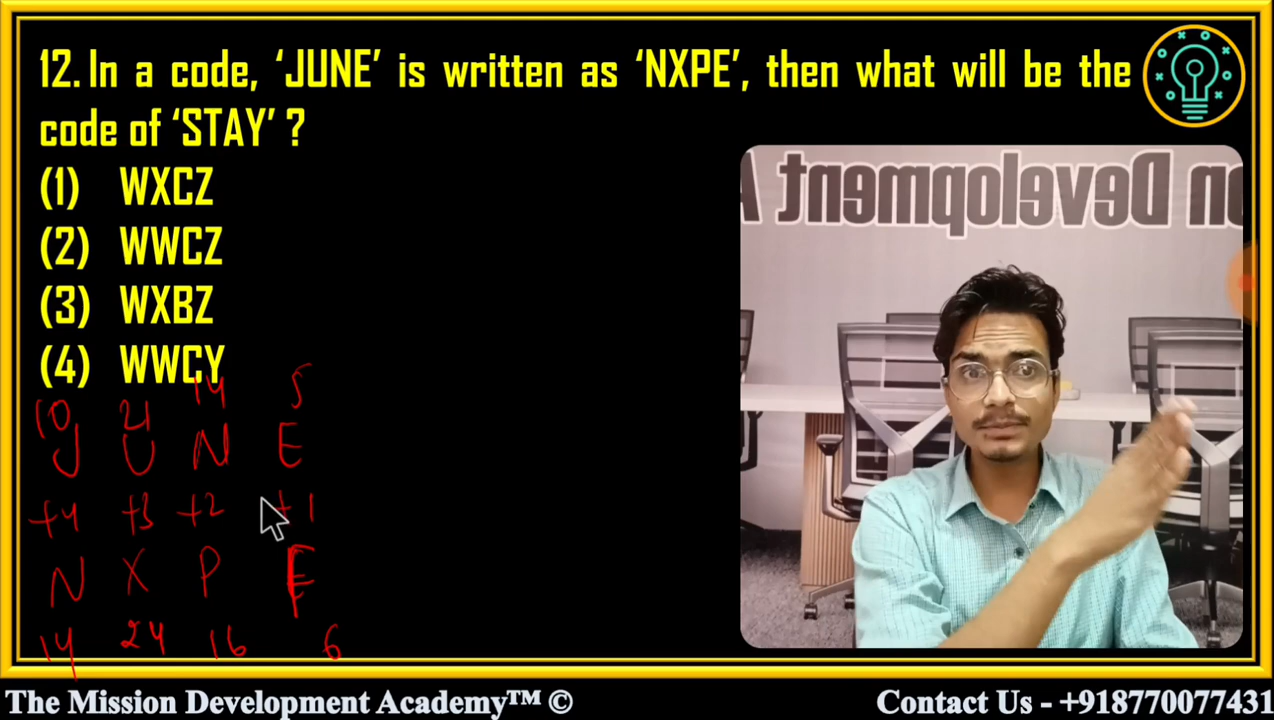 12. In a code, ‘JUNE’ is written as ‘NXPE’, then what will be the
code of ‘STAY’ ?
(1) WXCZ
(2) WWCZ
(3) WXBZ
(4) WWCY
10 21 14 5
J U N E
+4 +3 +2 +1
N X P F
14 24 16 6
on Development A
The Mission Development Academy™ © Contact Us - +918770077431